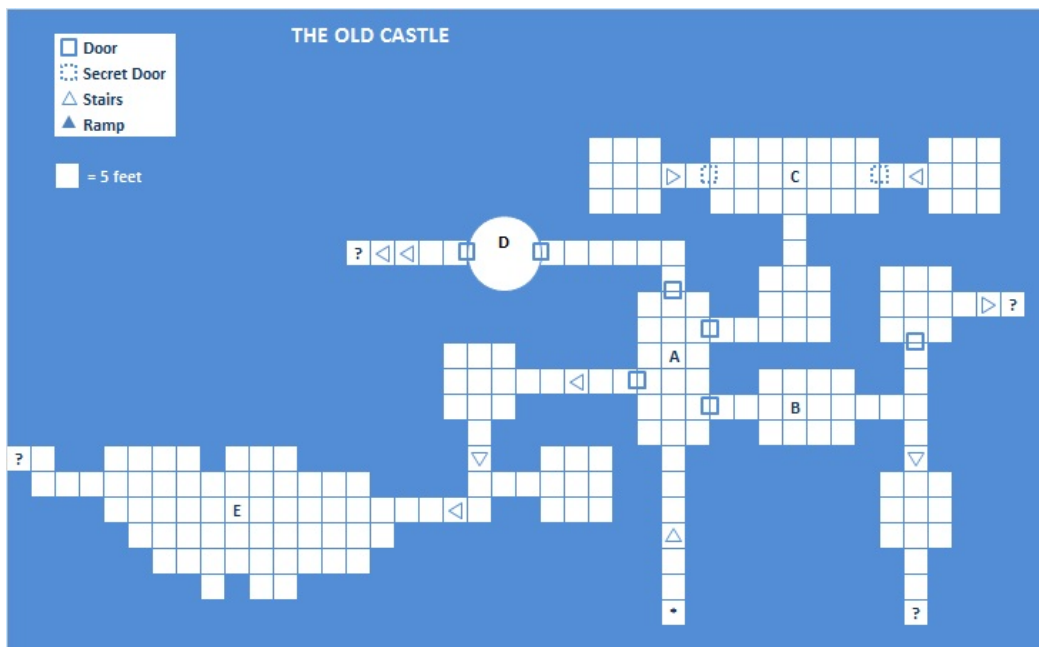 THE OLD CASTLE
Door
Secret Door
Stairs
Ramp
= 5 feet
C
D
?
?
A
B
?
E
*
?